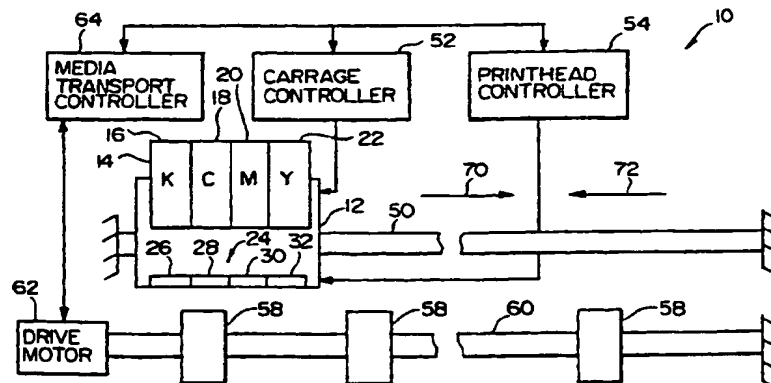 64
52
54
10
MEDIA
TRANSPORT
CONTROLLER
CARRAGE
CONTROLLER
PRINTHEAD
CONTROLLER
20
18
16
22
14
K C M Y
70
72
12
50
26 28 24 30 32
62
58
58
60
58
DRIVE
MOTOR